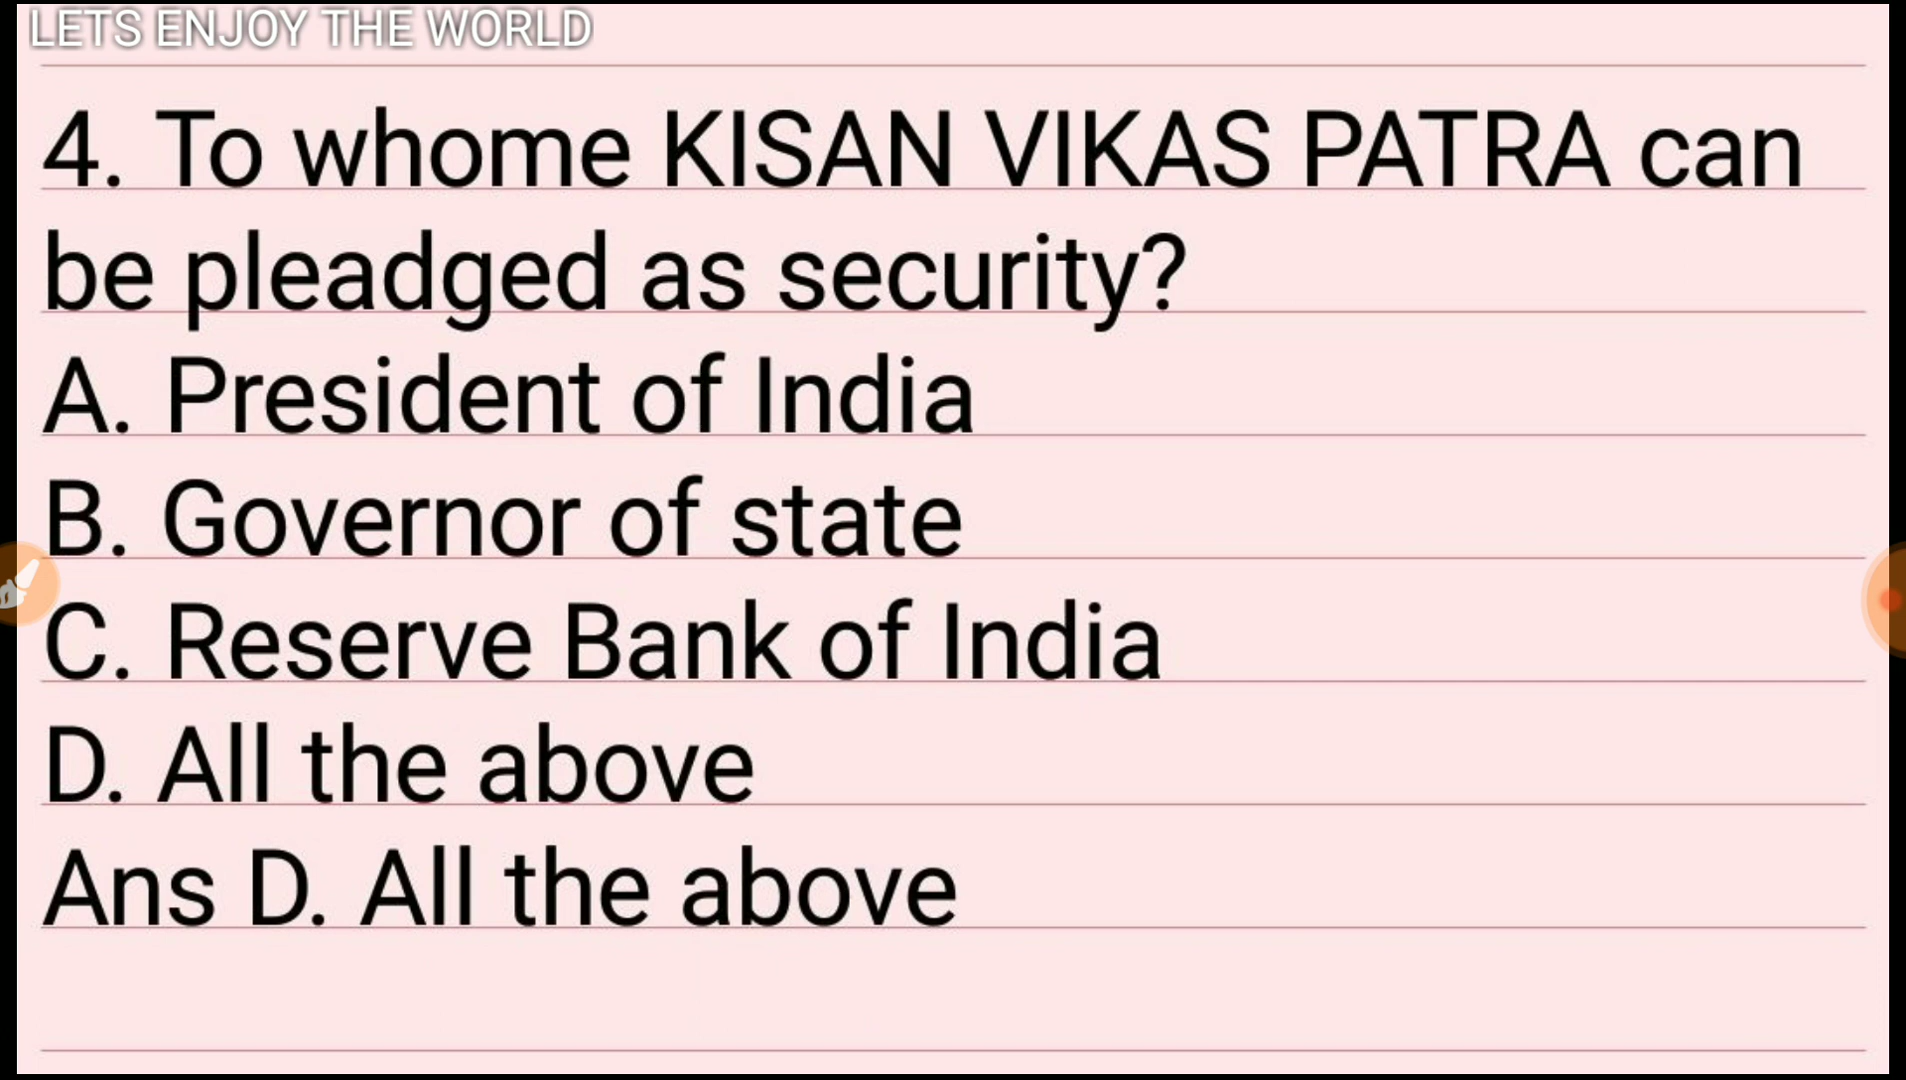 LETS ENJOY THE WORLD
4. To whome KISAN VIKAS PATRA can
be pleadged as security?
A. President of India
B. Governor of state
C. Reserve Bank of India
D. All the above
Ans D. All the above